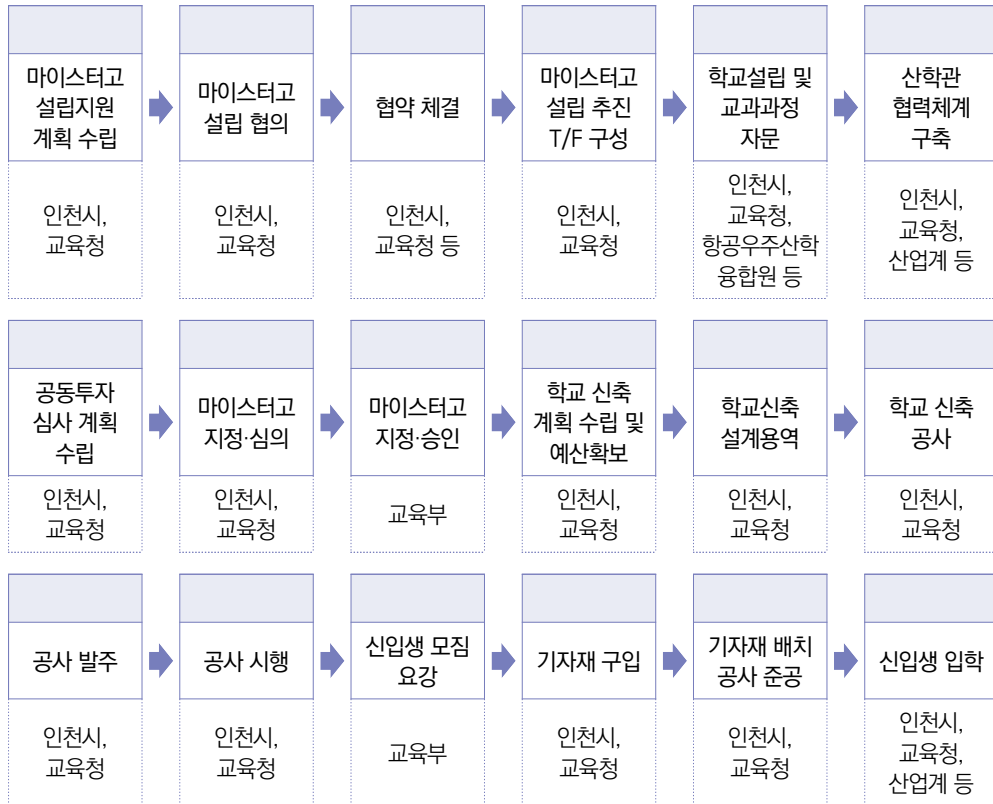 마이스터고
설립지원
계획 수립
마이스터고
설립 협의
협약 체결
마이스터고
설립 추진
T/F 구성
학교설립 및
교과과정
자문
산학관
협력체계
구축
인천시,
교육청
인천시,
교육청
인천시,
교육청 등
인천시,
교육청
인천시,
교육청,
항공우주산학
융합원 등
인천시,
교육청,
산업계 등
공동투자
심사 계획
수립
마이스터고
지정·심의
마이스터고
지정·승인
학교 신축
계획 수립 및
예산확보
학교신축
설계용역
학교 신축
공사
인천시,
교육청
인천시,
교육청
교육부
인천시,
교육청
인천시,
교육청
인천시,
교육청
공사 발주
공사 시행
신입생 모집
요강
기자재 구입
기자재 배치
공사 준공
신입생 입학
인천시,
교육청
인천시,
교육청
교육부
인천시,
교육청
인천시,
교육청
인천시,
교육청,
산업계 등